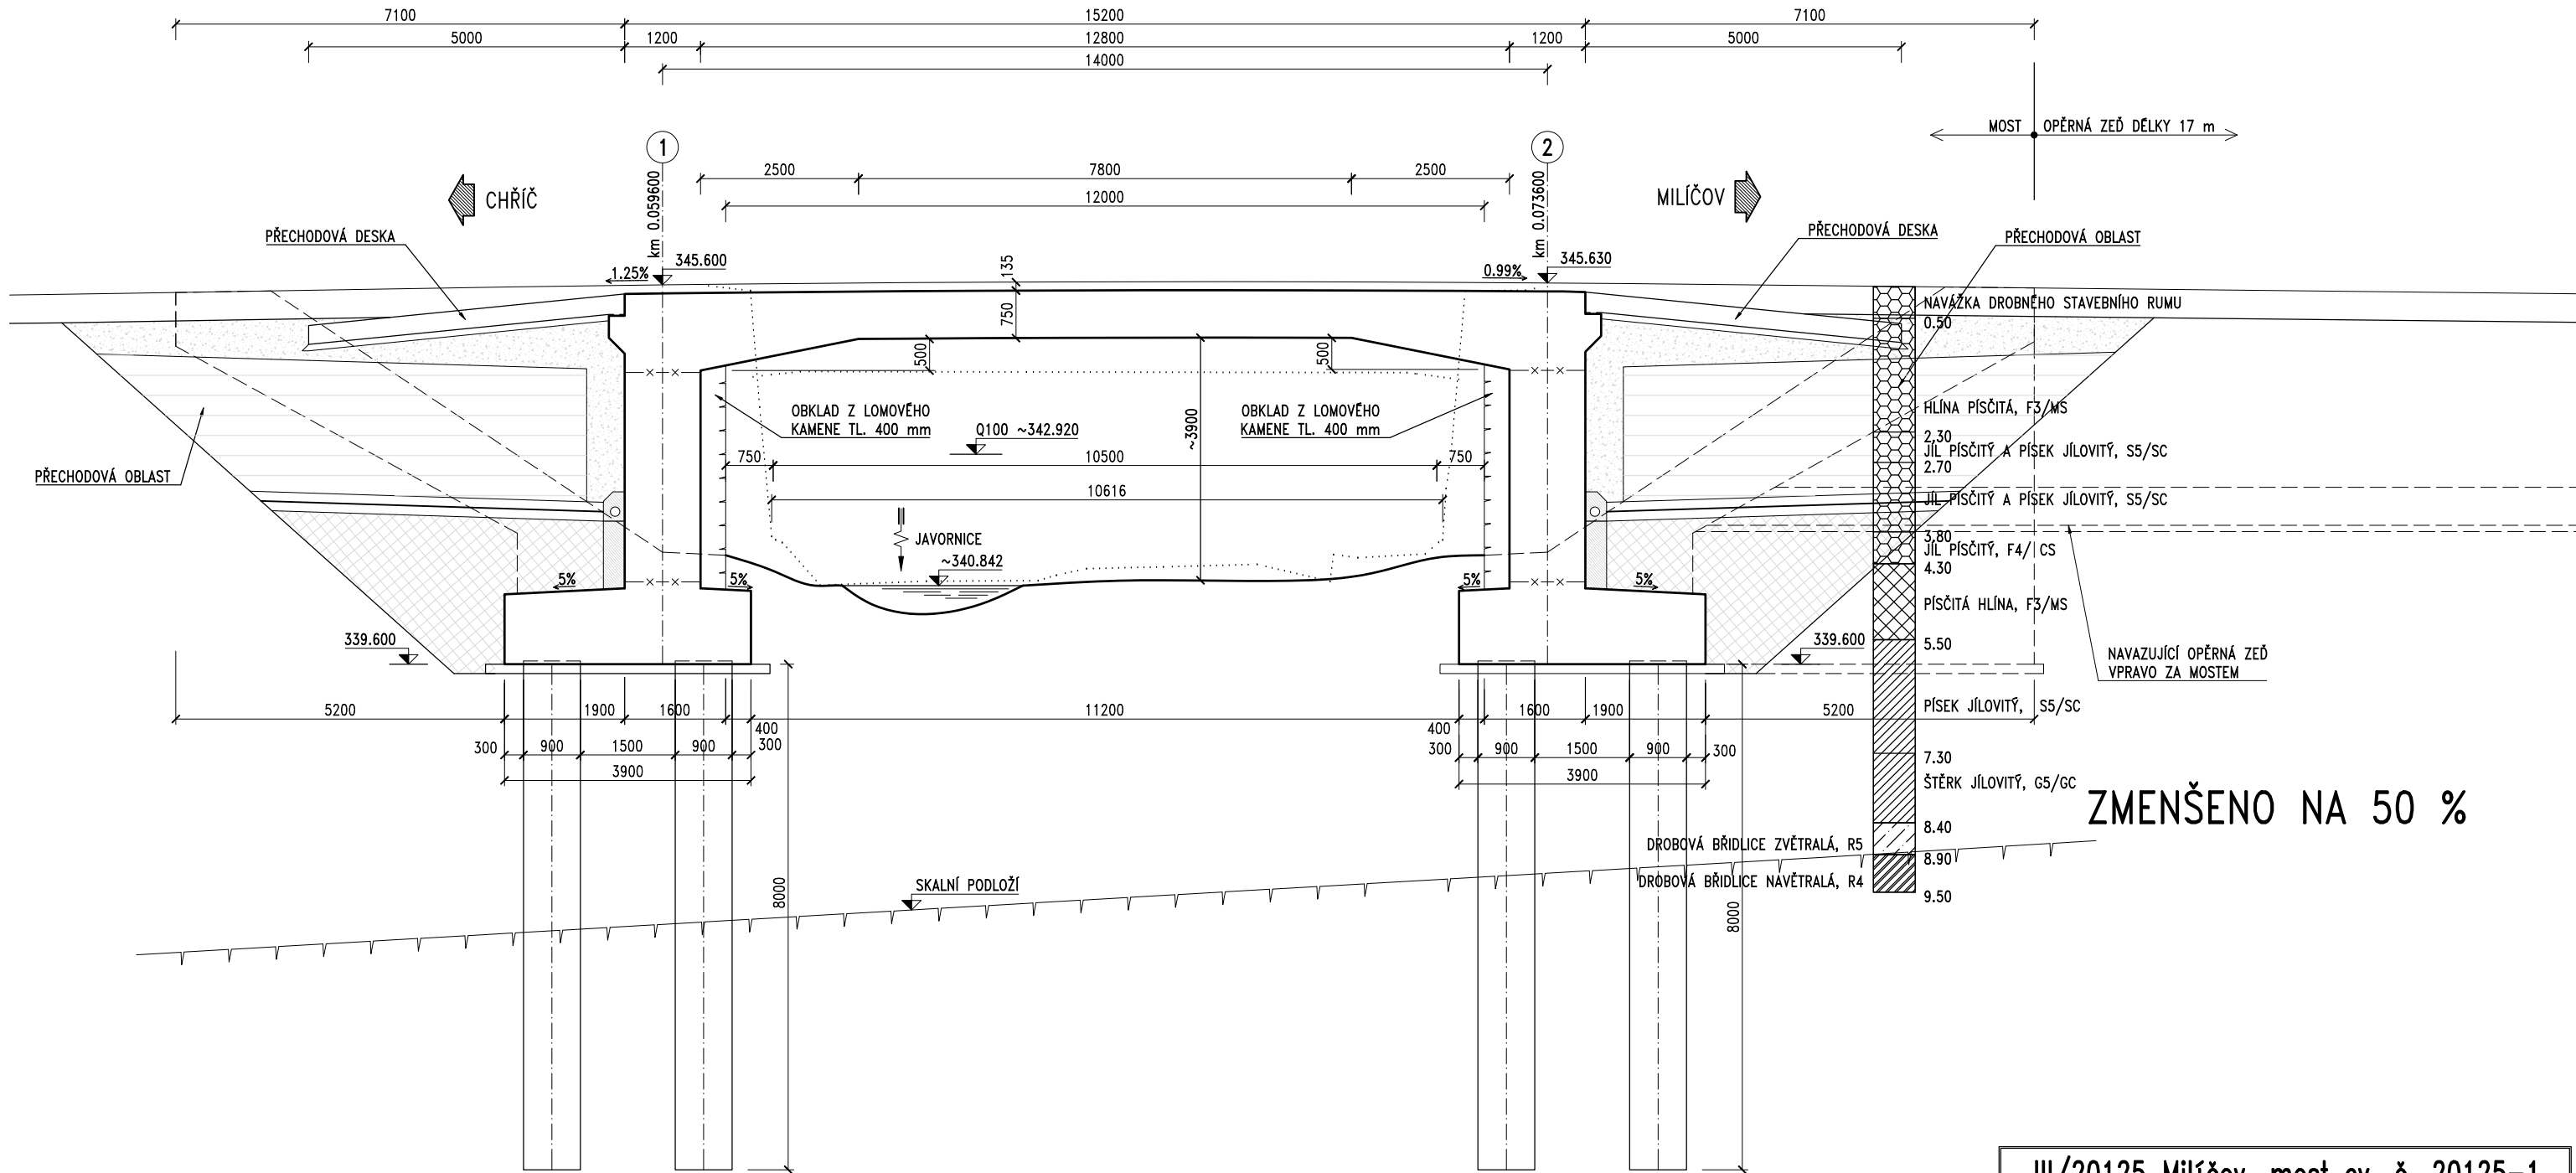 7100 15200 7100
5000 1200 12800 1200 5000
14000
MOST OPĚRNÁ ZEĎ DÉLKY 17 m
1 2
2500 7800 2500
12000
CHŘÍČ
MILÍČOV
km 0.059600
km 0.073600
PŘECHODOVÁ DESKA
PŘECHODOVÁ DESKA
PŘECHODOVÁ OBLAST
1.25%
345.600
135
0.99%
345.630
750
500
500
NAVÁŽKA DROBNÉHO STAVEBNÍHO RUMU
0.50
OBKLAD Z LOMOVÉHO
KAMENE TL. 400 mm
OBKLAD Z LOMOVÉHO
KAMENE TL. 400 mm
Q100 ~342.920
~3900
HLÍNA PÍSČITÁ, F3/MS
2.30
JÍL PÍSČITÝ A PÍSEK JÍLOVITÝ, S5/SC
2.70
750 10500 750
PŘECHODOVÁ OBLAST
10616
JÍL PÍSČITÝ A PÍSEK JÍLOVITÝ, S5/SC
3.80
JAVORNICE
~340.842
JÍL PÍSČITÝ, F4/ CS
4.30
5% 5% 5% 5%
PÍSČITÁ HLÍNA, F3/MS
339.600
339.600
5.50
NAVAZUJÍCÍ OPĚRNÁ ZEĎ
VPRAVO ZA MOSTEM
5200 1900 1600 11200 1600 1900 5200
PÍSEK JÍLOVITÝ, S5/SC
400 400
300 900 1500 900 300 300 900 1500 900 300
7.30
3900 3900
ŠTĚRK JÍLOVITÝ, G5/GC
ZMENŠENO NA 50 %
8.40
DROBOVÁ BŘIDLICE ZVĚTRALÁ, R5
8.90
SKALNÍ PODLOŽÍ
DROBOVÁ BŘIDLICE NAVĚTRALÁ, R4
9.50
8000
8000
III/20125 Milíčov, most ev. č. 20125-1